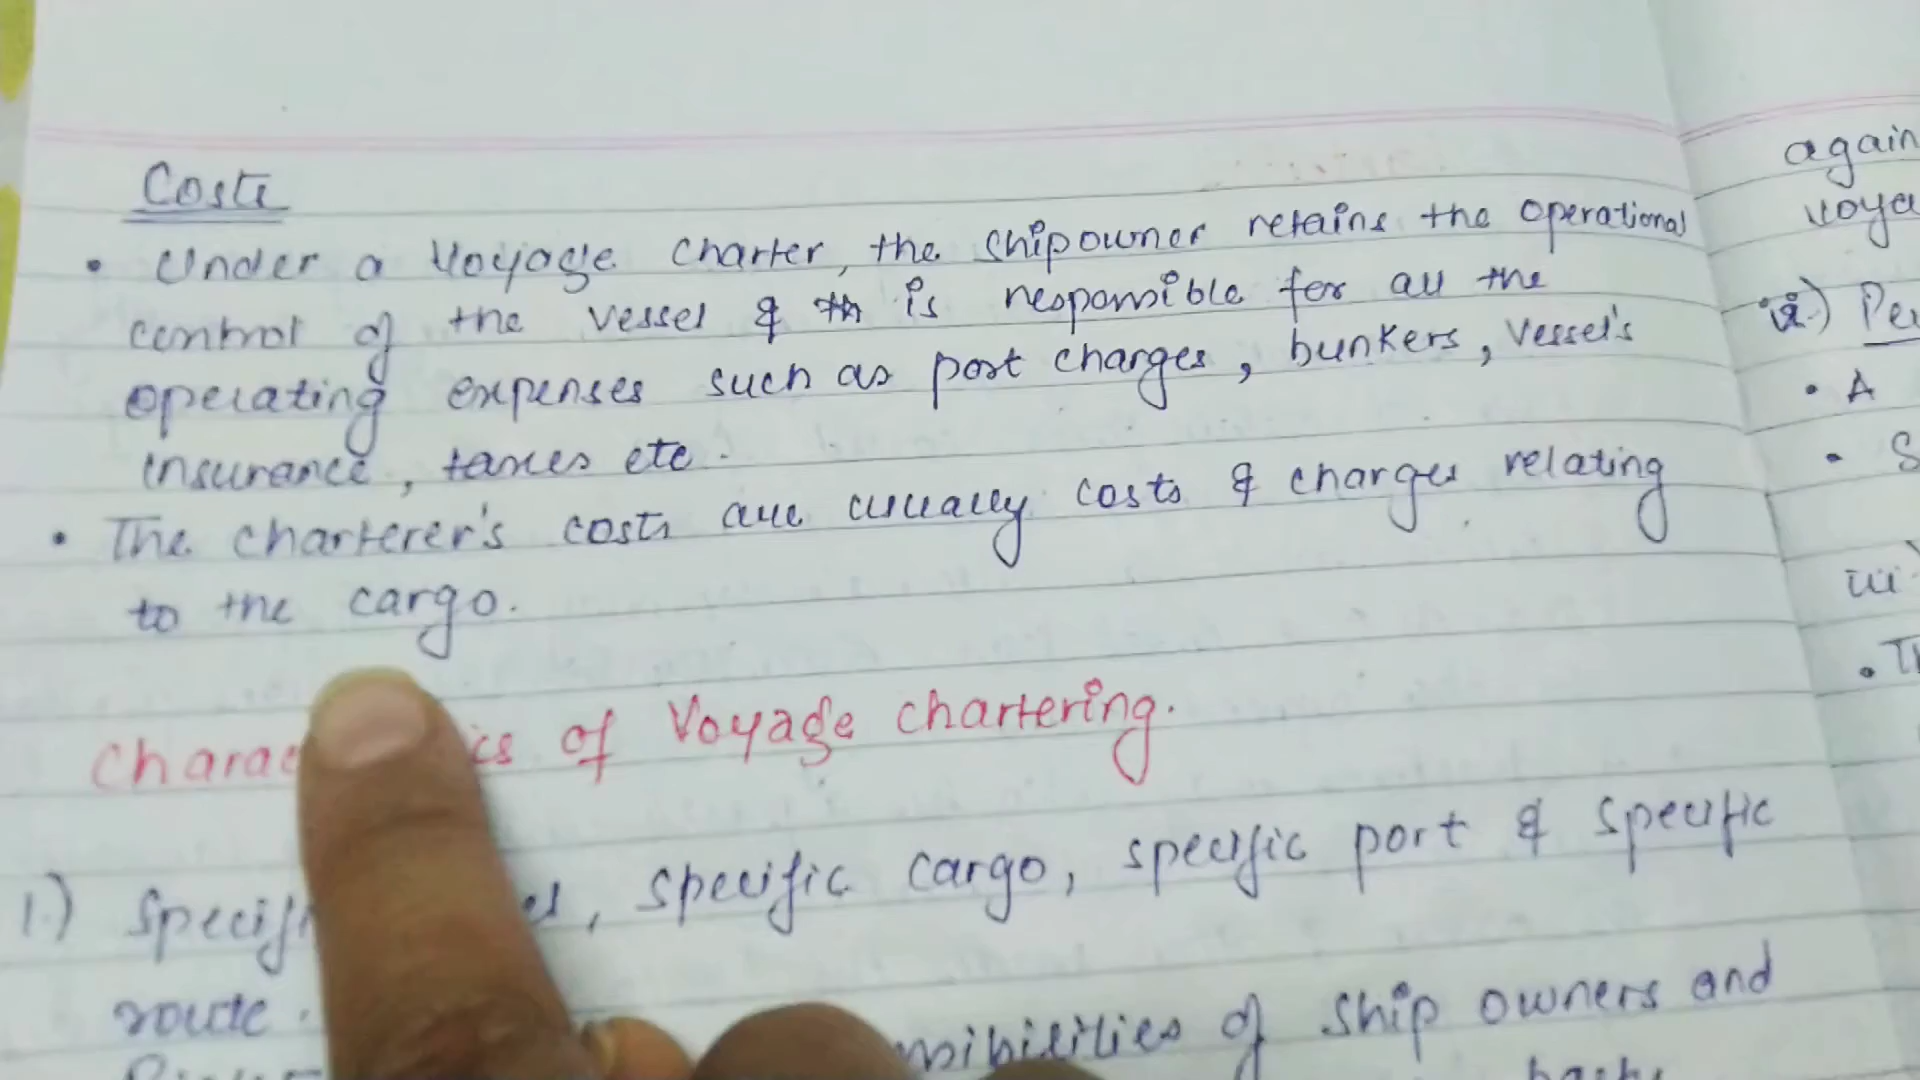 Costs
• Under a Voyage charter, the shipowner retains the operational
control of the vessel & is responsible for all the
operating expenses such as port charges, bunkers, vessel's
insurance, taxes etc.
• The charterer's costs are usually costs & charges relating
to the cargo.
of Voyage chartering.
1.) specific cargo, specific port & specific
route.
of ship owners and
again
ii.)
• A
• S
iii